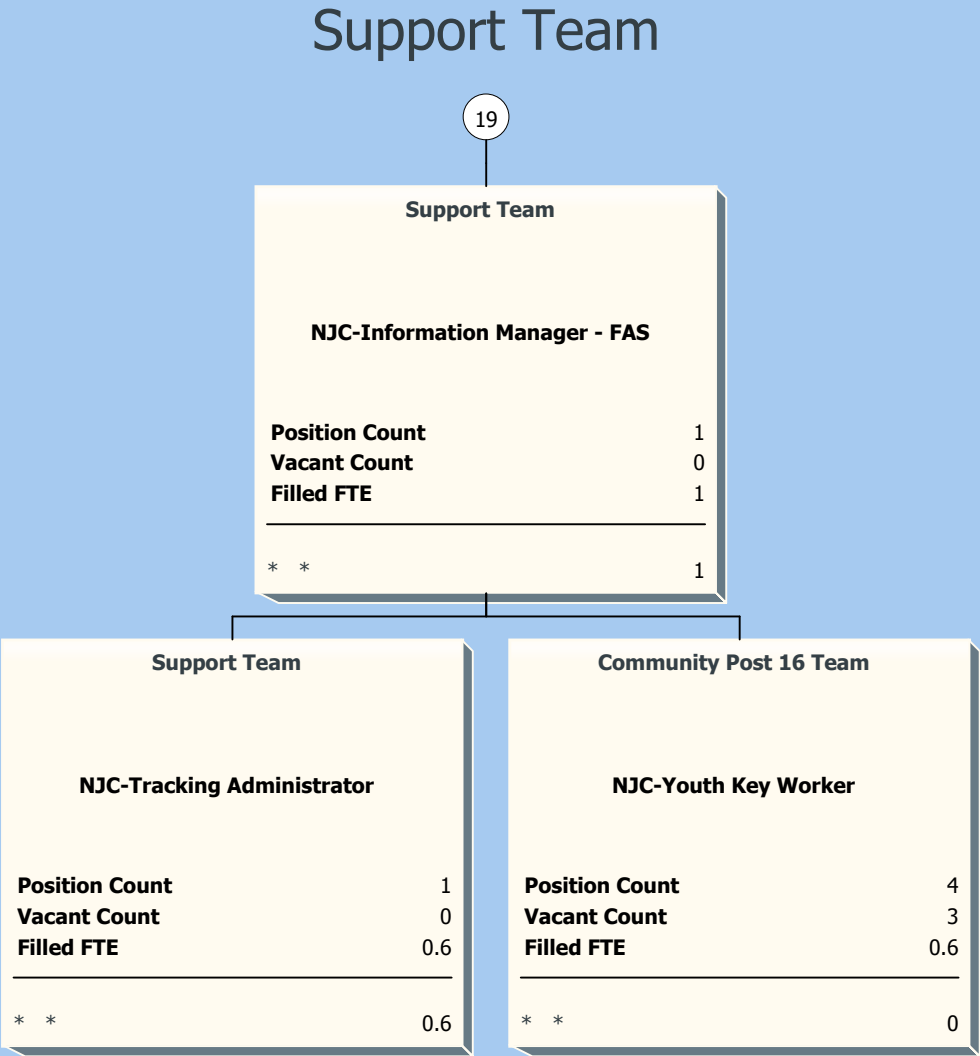 Support Team
19
Support Team
NJC-Information Manager - FAS
Position Count 1
Vacant Count 0
Filled FTE 1
* * 1
Support Team
NJC-Tracking Administrator
Position Count 1
Vacant Count 0
Filled FTE 0.6
* * 0.6
Community Post 16 Team
NJC-Youth Key Worker
Position Count 4
Vacant Count 3
Filled FTE 0.6
* * 0